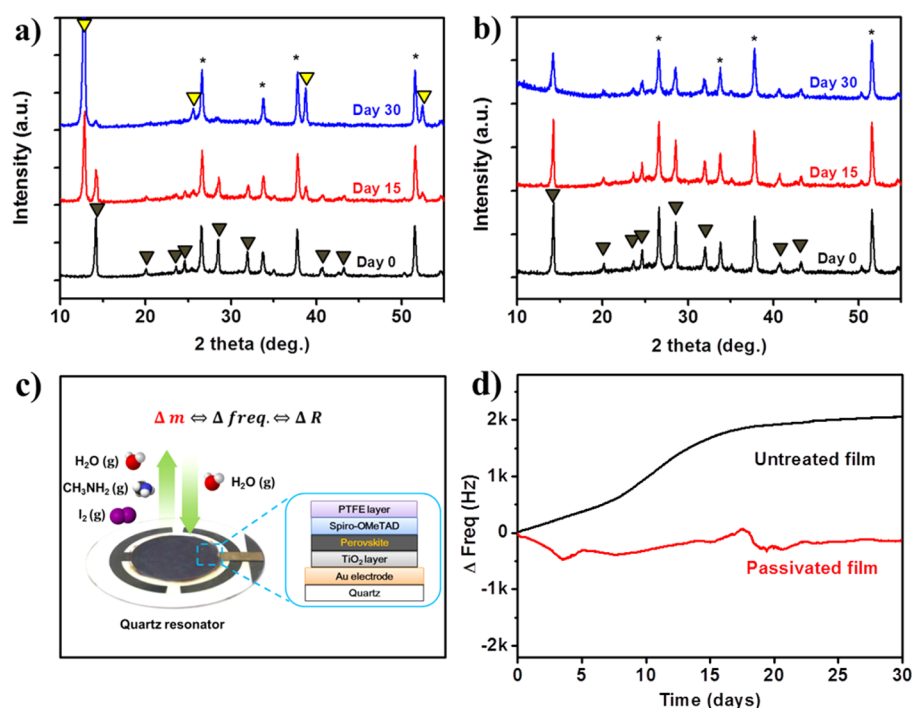 a)
Intensity (a.u.)
* * * *
Day 30
Day 15
Day 0
10 20 30 40 50
2 theta (deg.)
b)
Intensity (a.u.)
* * * *
Day 30
Day 15
Day 0
10 20 30 40 50
2 theta (deg.)
c)
Δ m ⇔ Δ freq. ⇔ Δ R
H₂O (g)
CH₃NH₂ (g)
I₂ (g)
H₂O (g)
PTFE layer
Spiro-OMeTAD
Perovskite
TiO₂ layer
Au electrode
Quartz
Quartz resonator
d)
Δ Freq (Hz)
2k
1k
0
-1k
-2k
Untreated film
Passivated film
0 5 10 15 20 25 30
Time (days)